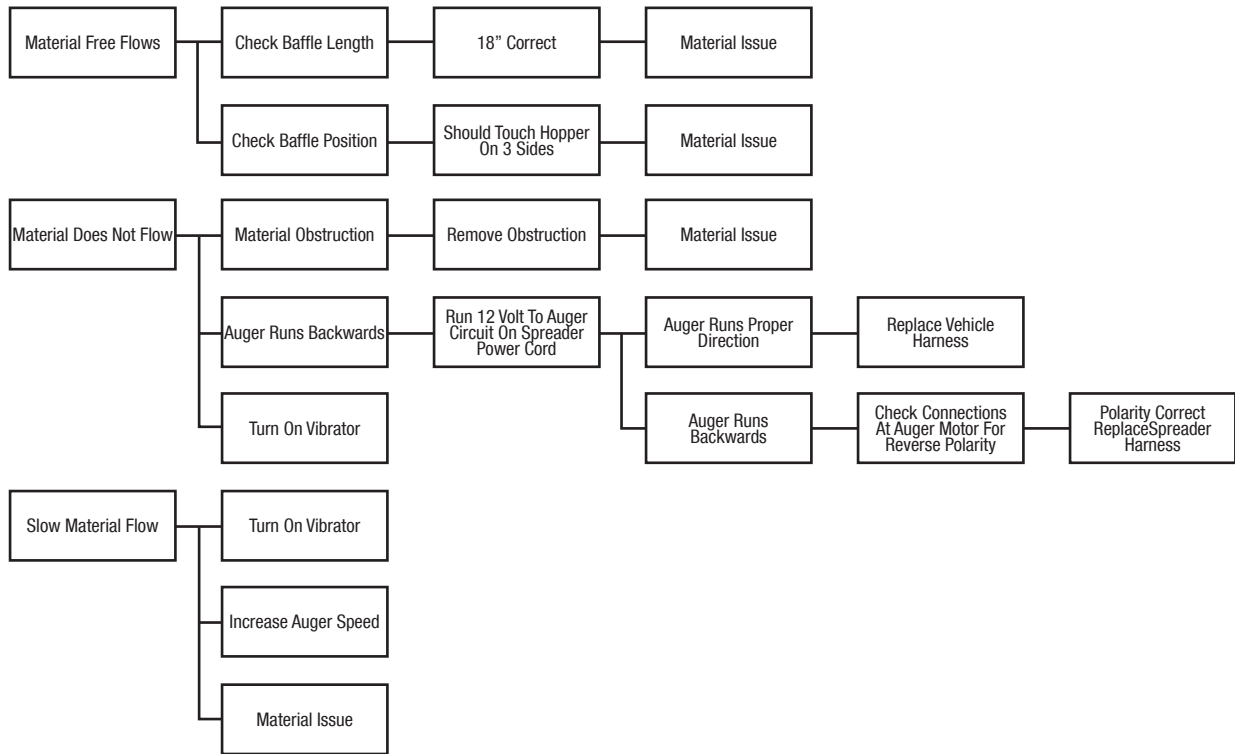 Material Free Flows
Check Baffle Length
18” Correct
Material Issue
Check Baffle Position
Should Touch Hopper
On 3 Sides
Material Issue
Material Does Not Flow
Material Obstruction
Remove Obstruction
Material Issue
Auger Runs Backwards
Run 12 Volt To Auger
Circuit On Spreader
Power Cord
Auger Runs Proper
Direction
Replace Vehicle
Harness
Turn On Vibrator
Auger Runs
Backwards
Check Connections
At Auger Motor For
Reverse Polarity
Polarity Correct
ReplaceSpreader
Harness
Slow Material Flow
Turn On Vibrator
Increase Auger Speed
Material Issue